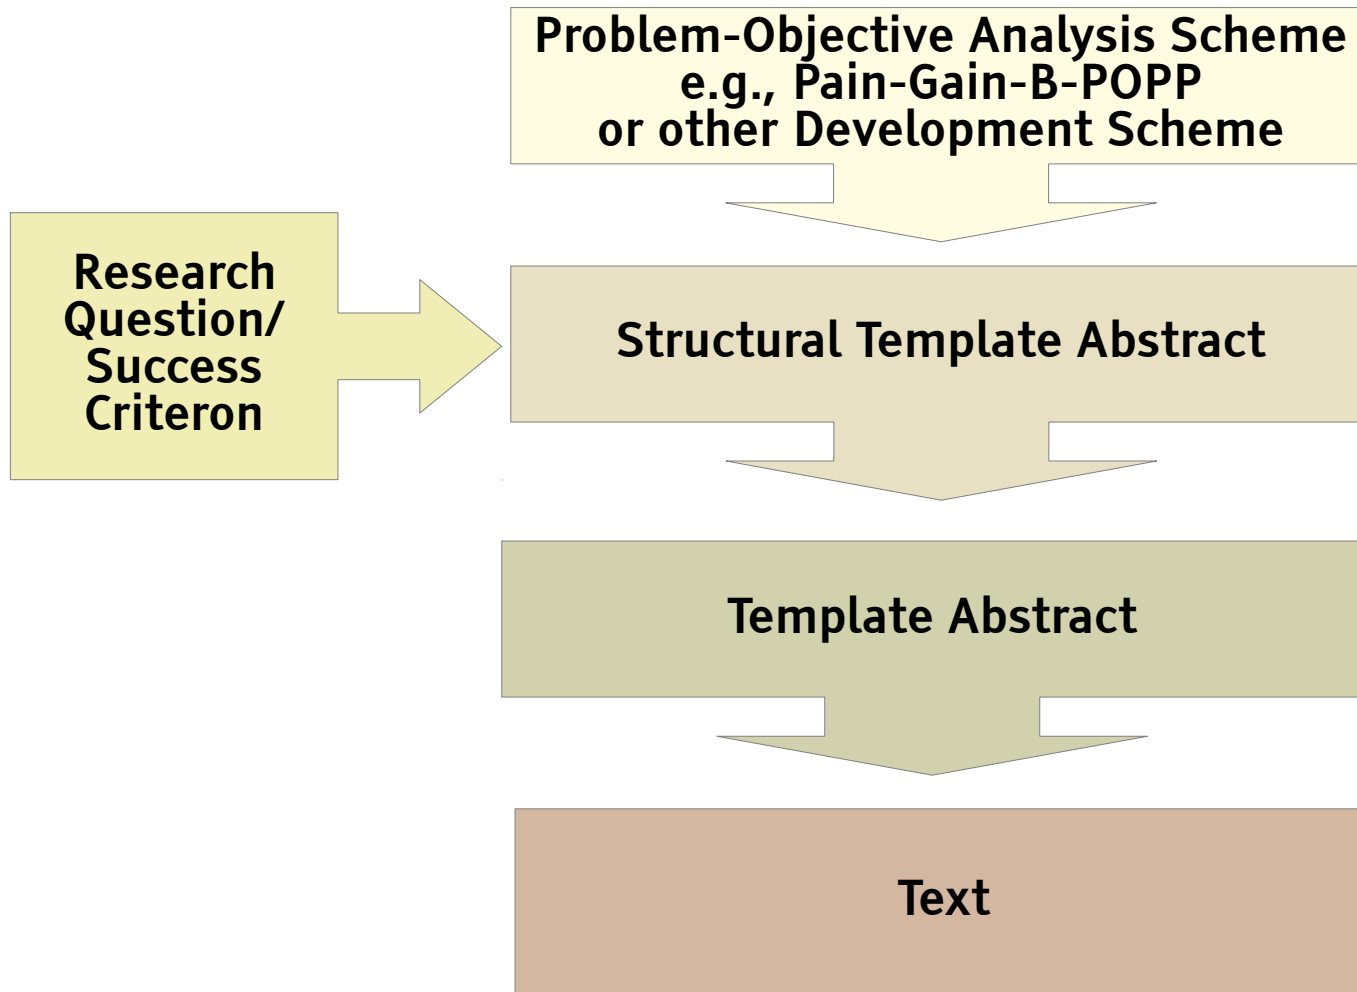 Problem-Objective Analysis Scheme
e.g., Pain-Gain-B-POPP
or other Development Scheme
Research
Question/
Success
Criteron
Structural Template Abstract
Template Abstract
Text